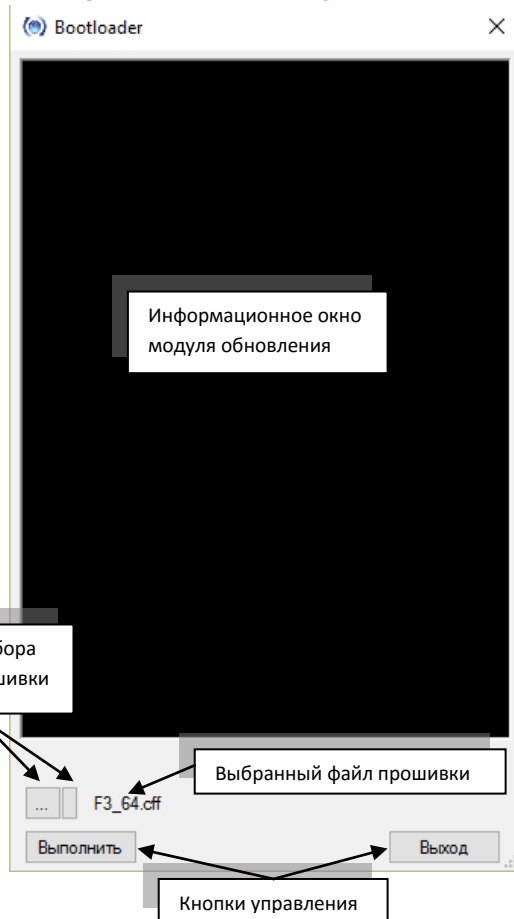 Bootloader
Информационное окно
модуля обновления
Выбранный файл прошивки
... F3_64.cff
Выполнить
Выход
Кнопки управления